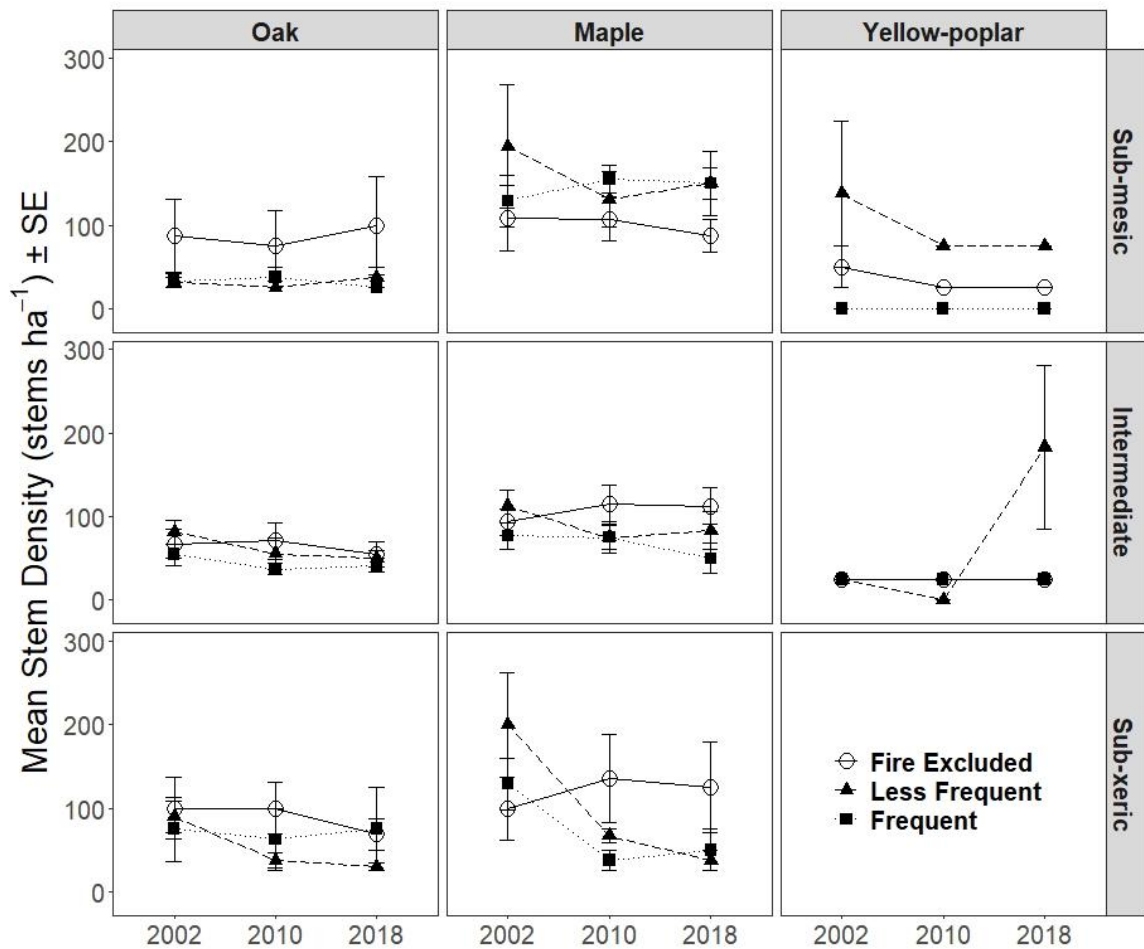 Oak
Maple
Yellow-poplar
Mean Stem Density (stems ha⁻¹) ± SE
300
200
100
0
Sub-mesic
300
200
100
0
Intermediate
300
200
100
0
Sub-xeric
Fire Excluded
Less Frequent
Frequent
2002 2010 2018
2002 2010 2018
2002 2010 2018